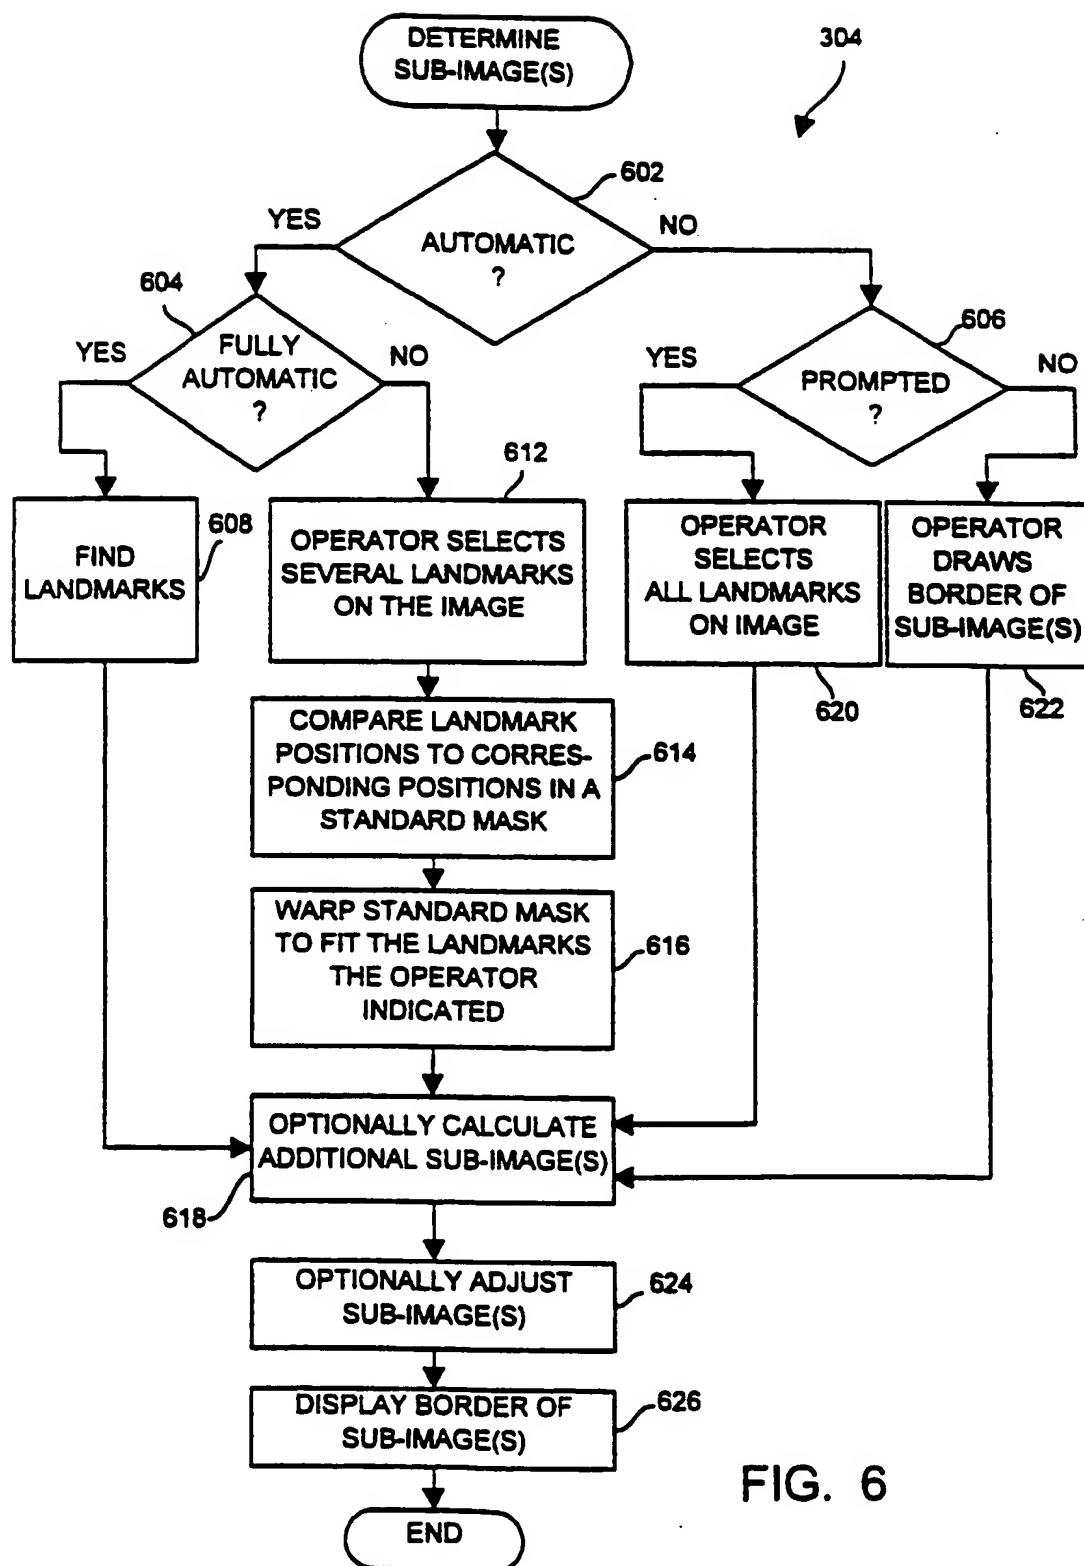 DETERMINE
SUB-IMAGE(S)
304
602
YES
NO
AUTOMATIC
?
604
606
YES
FULLY
AUTOMATIC
?
NO
YES
PROMPTED
?
NO
612
608
FIND
LANDMARKS
OPERATOR SELECTS
SEVERAL LANDMARKS
ON THE IMAGE
OPERATOR
SELECTS
ALL LANDMARKS
ON IMAGE
OPERATOR
DRAWS
BORDER OF
SUB-IMAGE(S)
620
622
COMPARE LANDMARK
POSITIONS TO CORRES-
PONDING POSITIONS IN A
STANDARD MASK
614
WARP STANDARD MASK
TO FIT THE LANDMARKS
THE OPERATOR
INDICATED
616
OPTIONALLY CALCULATE
ADDITIONAL SUB-IMAGE(S)
618
OPTIONALLY ADJUST
SUB-IMAGE(S)
624
DISPLAY BORDER OF
SUB-IMAGE(S)
626
END
FIG. 6